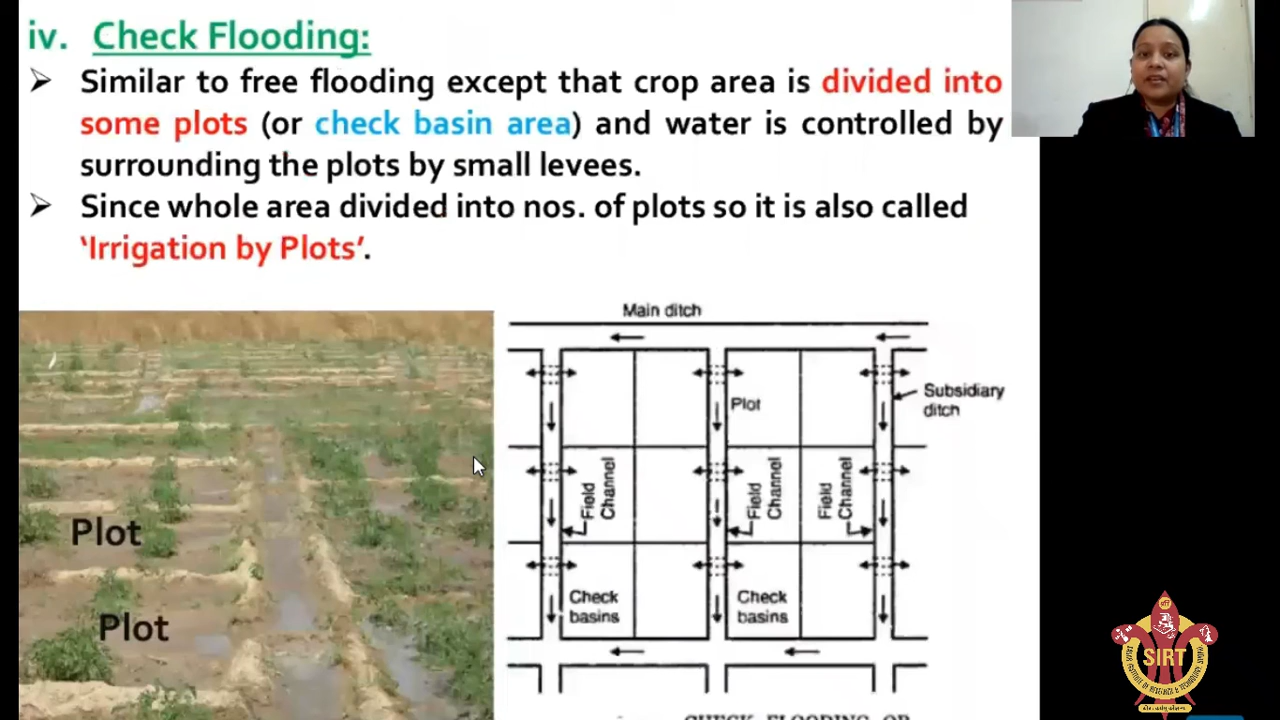 iv. Check Flooding:
➤ Similar to free flooding except that crop area is divided into
some plots (or check basin area) and water is controlled by
surrounding the plots by small levees.
➤ Since whole area divided into nos. of plots so it is also called
‘Irrigation by Plots’.
Main ditch
Subsidiary
ditch
Plot
Field
Channel
Field
Channel
Field
Channel
Check
basins
Check
basins
Plot
Plot
SIRT
CHECK FLOODING OR